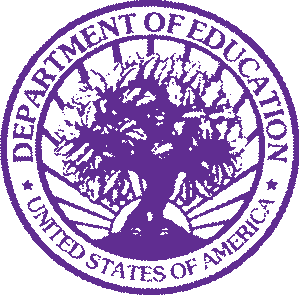 DEPARTMENT OF EDUCATION
UNITED STATES OF AMERICA